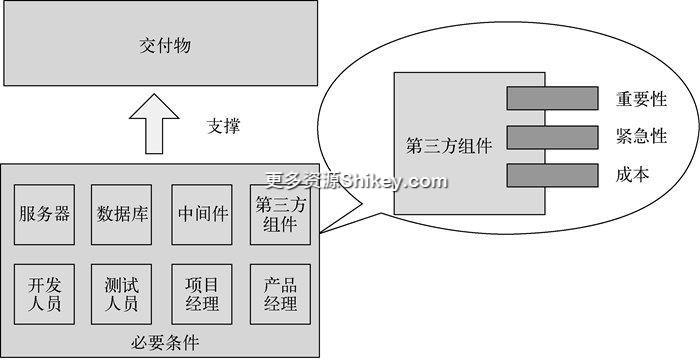 交付物
支撑
第三方组件
重要性
紧急性
成本
更多资源Shikey.com
服务器
数据库
中间件
第三方
组件
开发
人员
测试
人员
项目
经理
产品
经理
必要条件